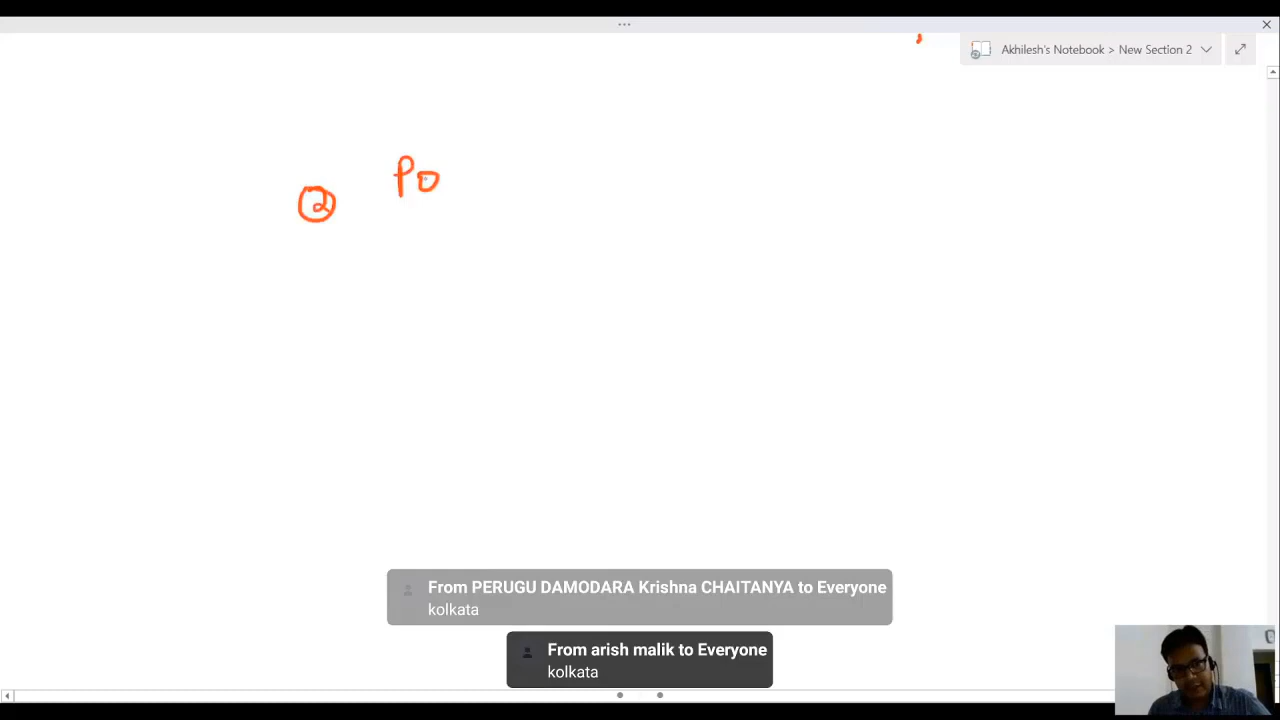 ...
Akhilesh's Notebook > New Section 2
Po
②
From PERUGU DAMODARA Krishna CHAITANYA to Everyone
kolkata
From arish malik to Everyone
kolkata